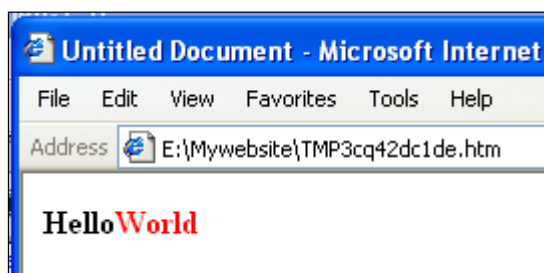 Untitled Document - Microsoft Internet
File Edit View Favorites Tools Help
Address E:\Mywebsite\TMP3cq42dc1de.htm
HelloWorld